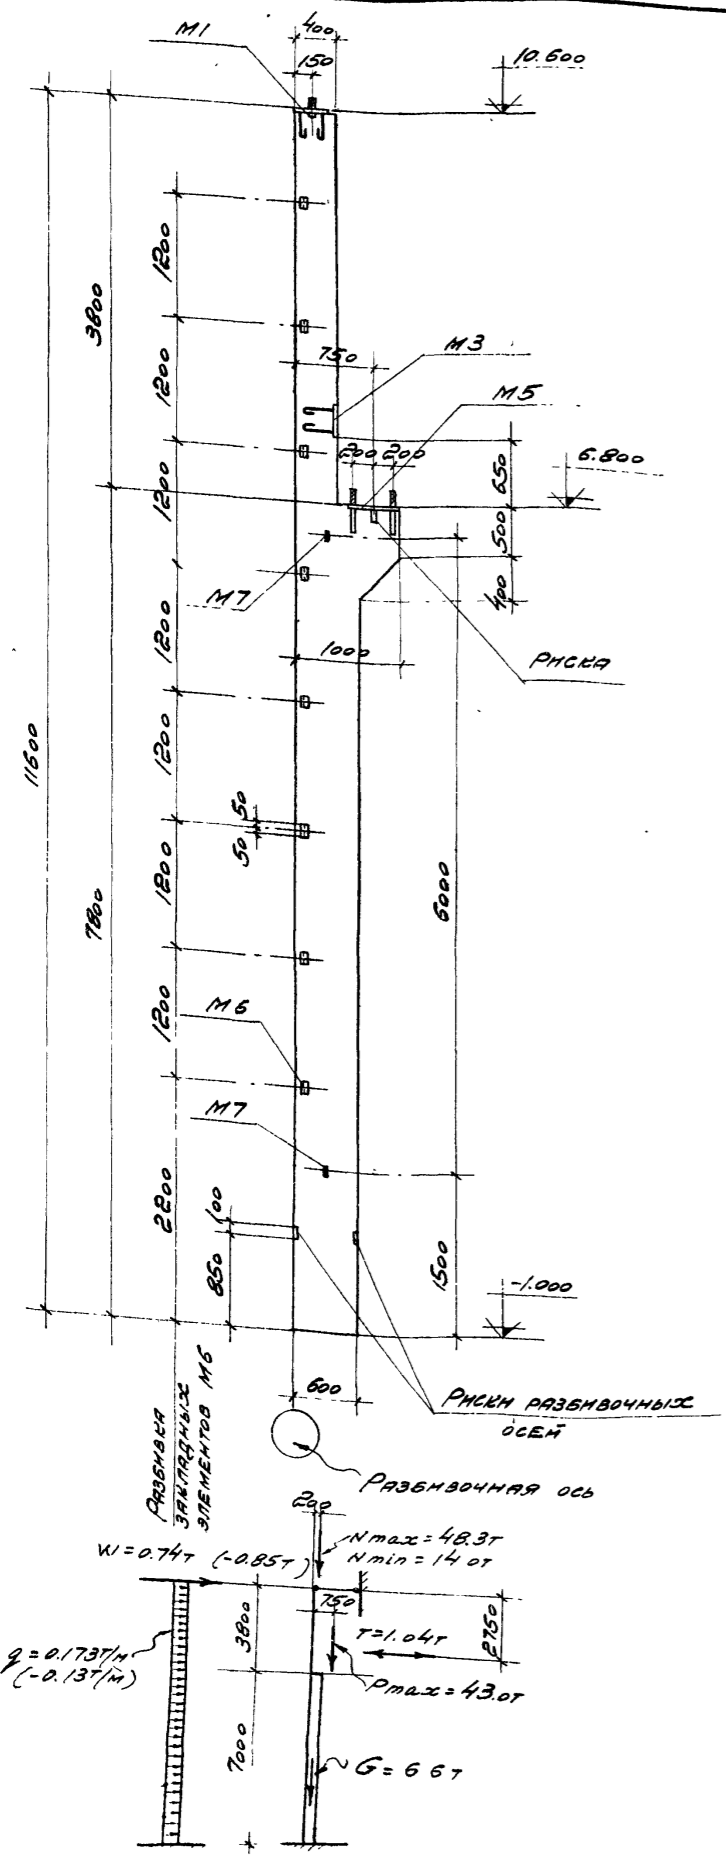 М1
400
150
10.600
1200
3800
1200
750
М3
М5
200 200
650
6.800
1200
500
М7
400
1200
1000
Риска
11600
1200
50
50
7800
1200
6000
1200
М6
М7
2200
100
850
1500
-1.000
600
Риски разбивочных
осей
Разбивочная ось
Разбивка
закладных
элементов М6
200
Nmax = 48.3т
Nmin = 14.0т
W = 0.74т (-0.85т)
750
3800
T = 1.04т
2750
q = 0.173т/м
(-0.13т/м)
Pmax = 43.0т
7000
G = 6.6т